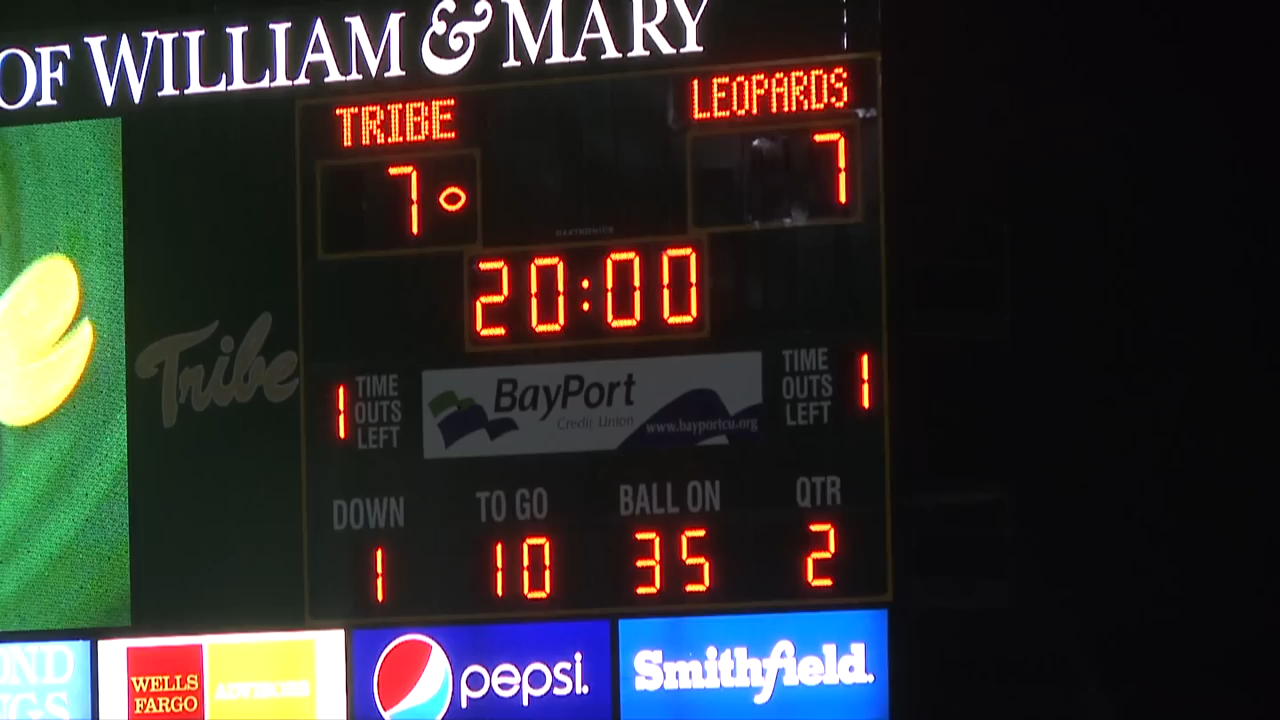 OF WILLIAM & MARY
TRIBE
LEOPARDS
7
7
DAKTRONICS
20:00
Tribe
1
TIME
OUTS
LEFT
BayPort
Credit Union
www.bayportcu.org
TIME
OUTS
LEFT
1
DOWN
TO GO
BALL ON
QTR
1
10
35
2
WELLS
FARGO
ADVISORS
pepsi.
Smithfield.